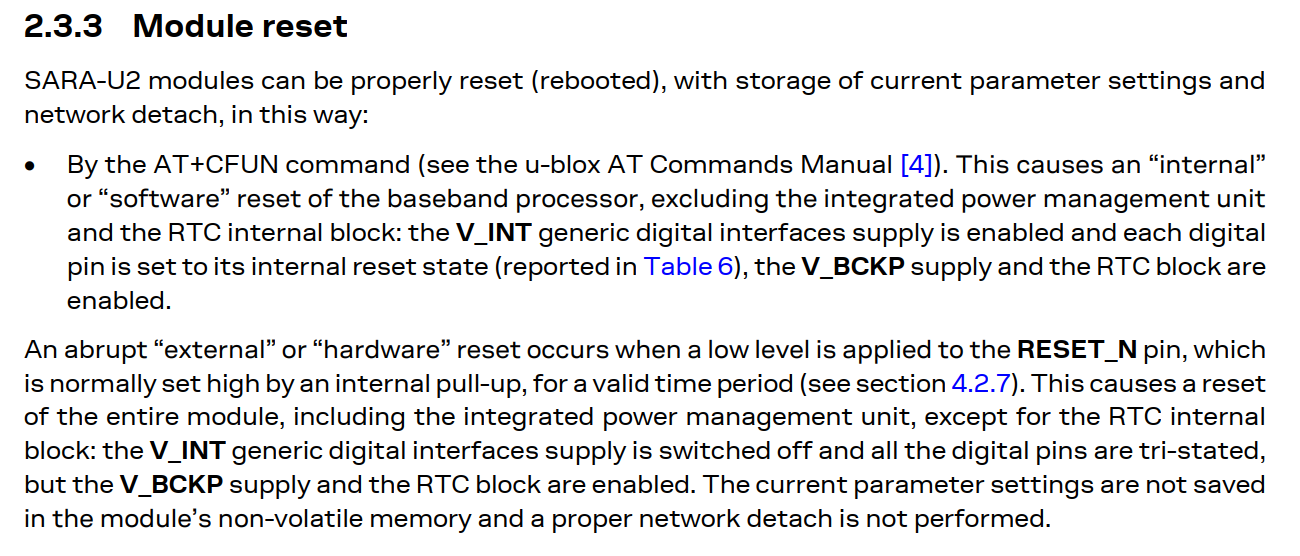 2.3.3 Module reset
SARA-U2 modules can be properly reset (rebooted), with storage of current parameter settings and
network detach, in this way:
• By the AT+CFUN command (see the u-blox AT Commands Manual [4]). This causes an “internal”
or “software” reset of the baseband processor, excluding the integrated power management unit
and the RTC internal block: the V_INT generic digital interfaces supply is enabled and each digital
pin is set to its internal reset state (reported in Table 6), the V_BCKP supply and the RTC block are
enabled.
An abrupt “external” or “hardware” reset occurs when a low level is applied to the RESET_N pin, which
is normally set high by an internal pull-up, for a valid time period (see section 4.2.7). This causes a reset
of the entire module, including the integrated power management unit, except for the RTC internal
block: the V_INT generic digital interfaces supply is switched off and all the digital pins are tri-stated,
but the V_BCKP supply and the RTC block are enabled. The current parameter settings are not saved
in the module’s non-volatile memory and a proper network detach is not performed.